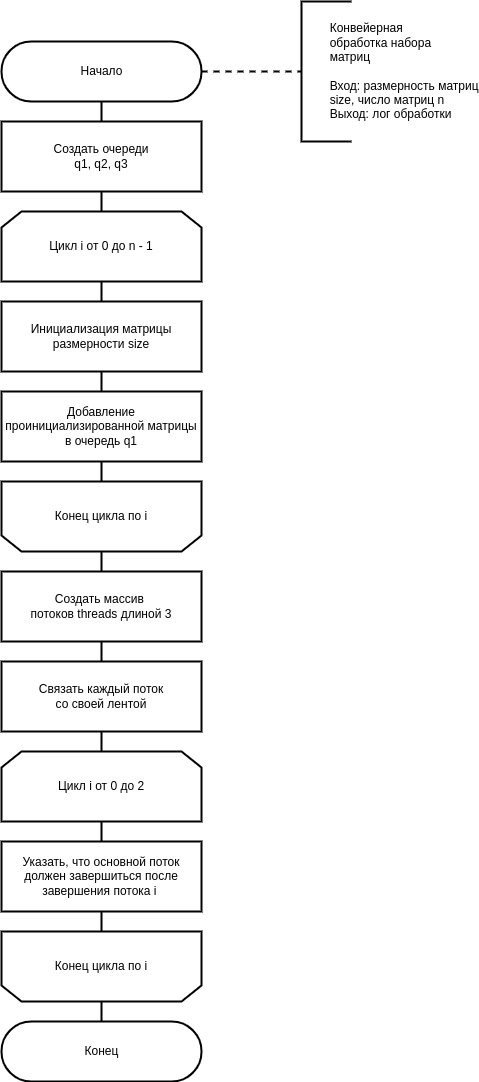 Начало
Конвейерная
обработка набора
матриц
Вход: размерность матриц
size, число матриц n
Выход: лог обработки
Создать очереди
q1, q2, q3
Цикл i от 0 до n - 1
Инициализация матрицы
размерности size
Добавление
проинициализированной матрицы
в очередь q1
Конец цикла по i
Создать массив
потоков threads длиной 3
Связать каждый поток
со своей лентой
Цикл i от 0 до 2
Указать, что основной поток
должен завершиться после
завершения потока i
Конец цикла по i
Конец